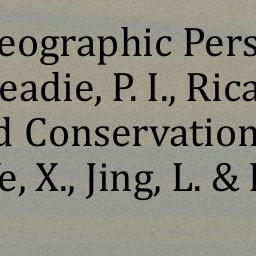 eographic Pers
eadie, P. I., Rica
d Conservation
e, X., Jing, L. &